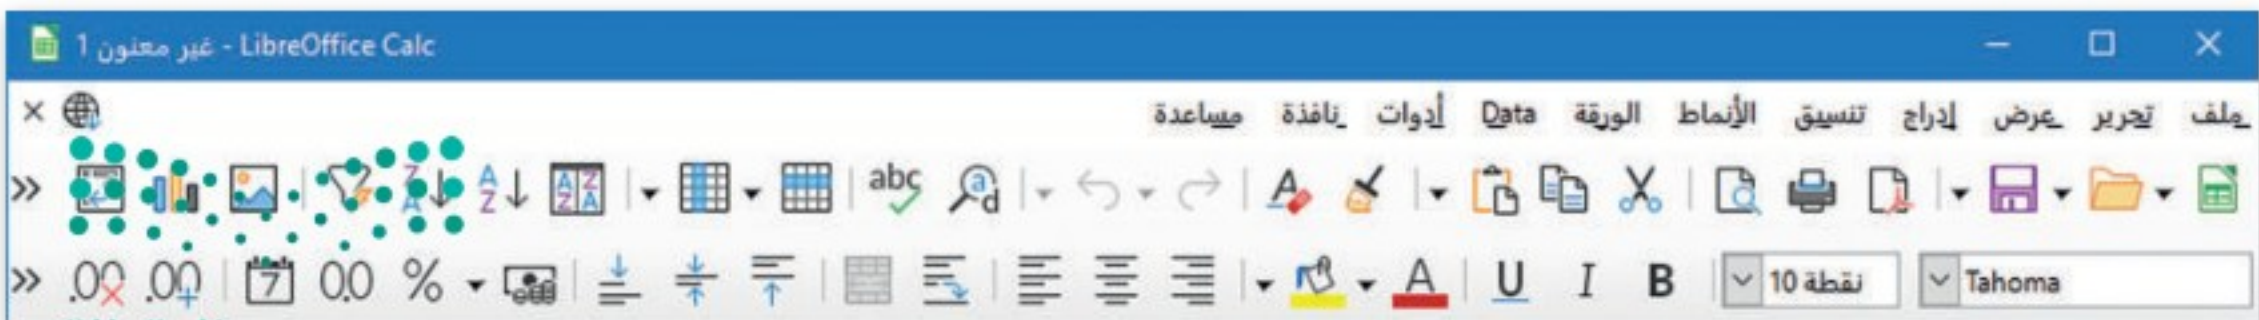 غير معنون 1 - LibreOffice Calc
ملف تحرير عرض إدراج تنسيق الأنماط الورقة Data أدوات نافذة مساعدة
abc
Tahoma نقطة 10 B I U A % 0.0 7 .00 .00